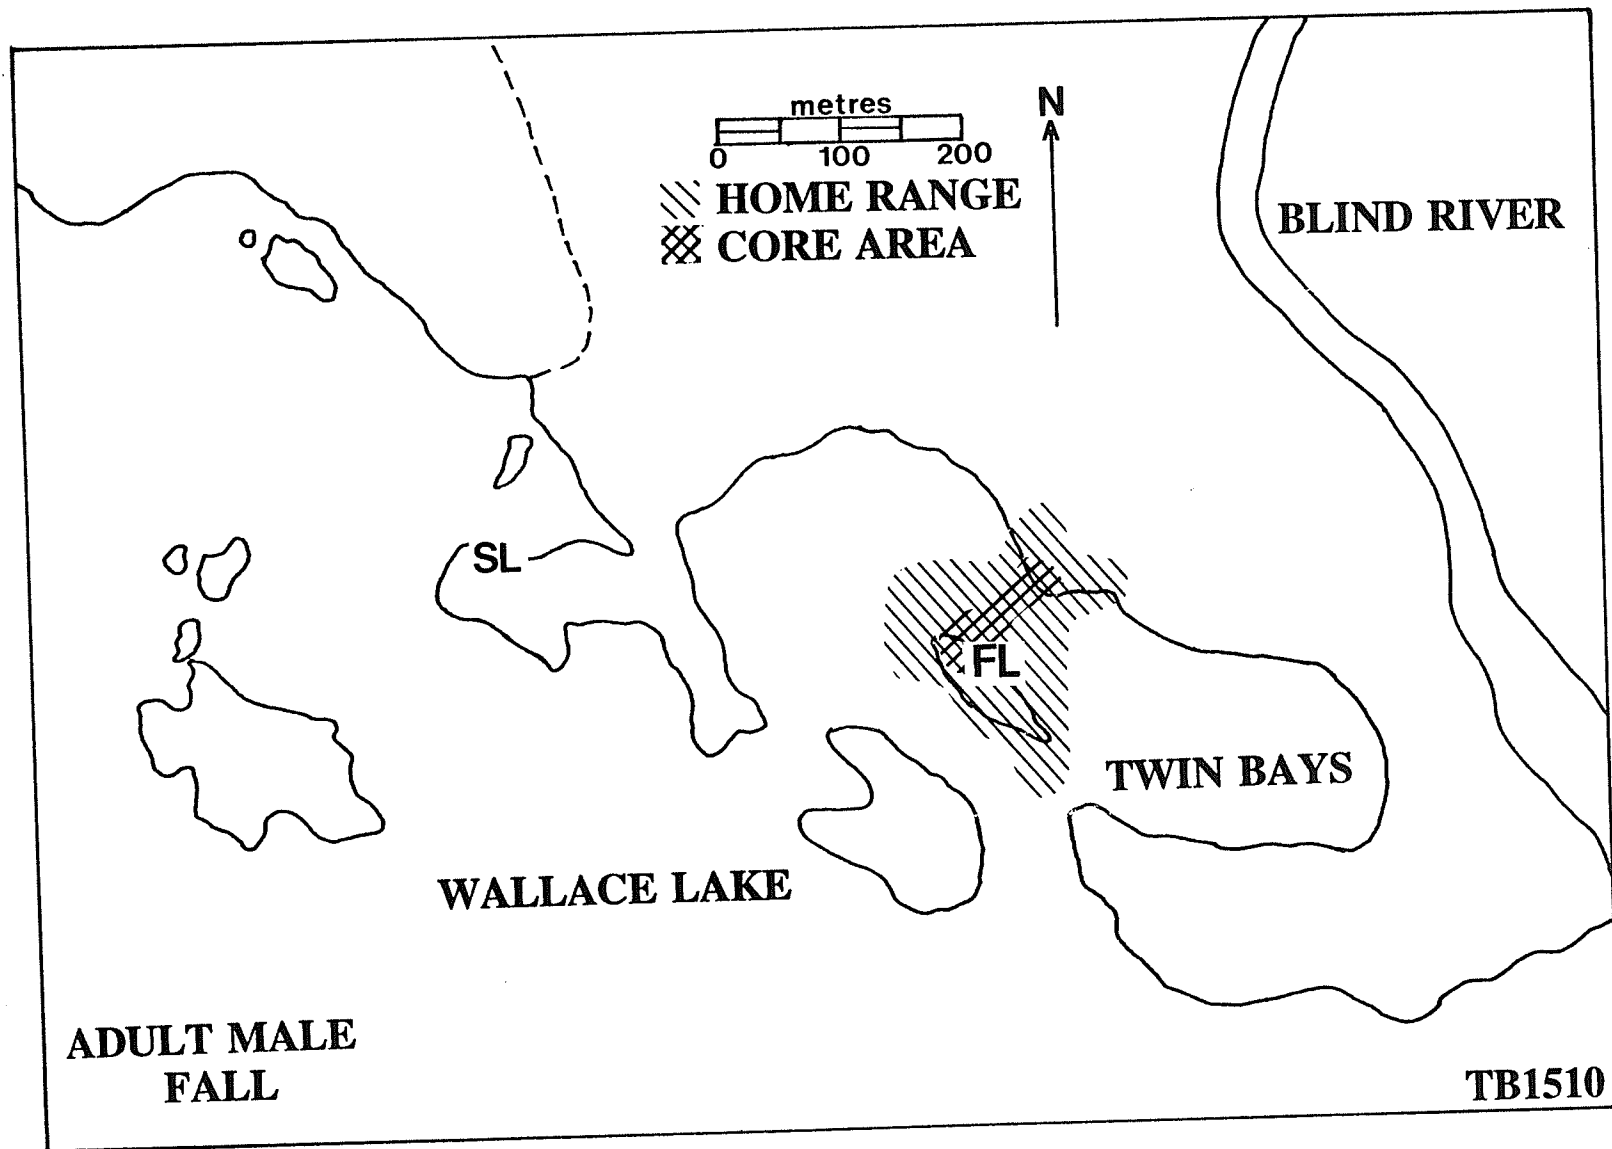 metres
0 100 200
N
HOME RANGE
CORE AREA
BLIND RIVER
SL
FL
TWIN BAYS
WALLACE LAKE
ADULT MALE
FALL
TB1510